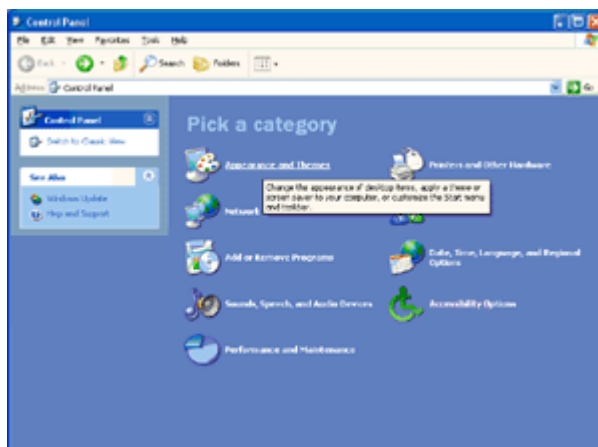 Control Panel
File Edit View Favorites Tools Help
Back Search Folders
Address Control Panel Go
Control Panel
Switch to Classic View
See Also
Windows Update
Help and Support
Pick a category
Appearance and Themes
Printers and Other Hardware
Change the appearance of desktop items, apply a theme or
screen saver to your computer, or customize the Start menu
and taskbar.
Network
Add or Remove Programs
Date, Time, Language, and Regional
Options
Sounds, Speech, and Audio Devices
Accessibility Options
Performance and Maintenance